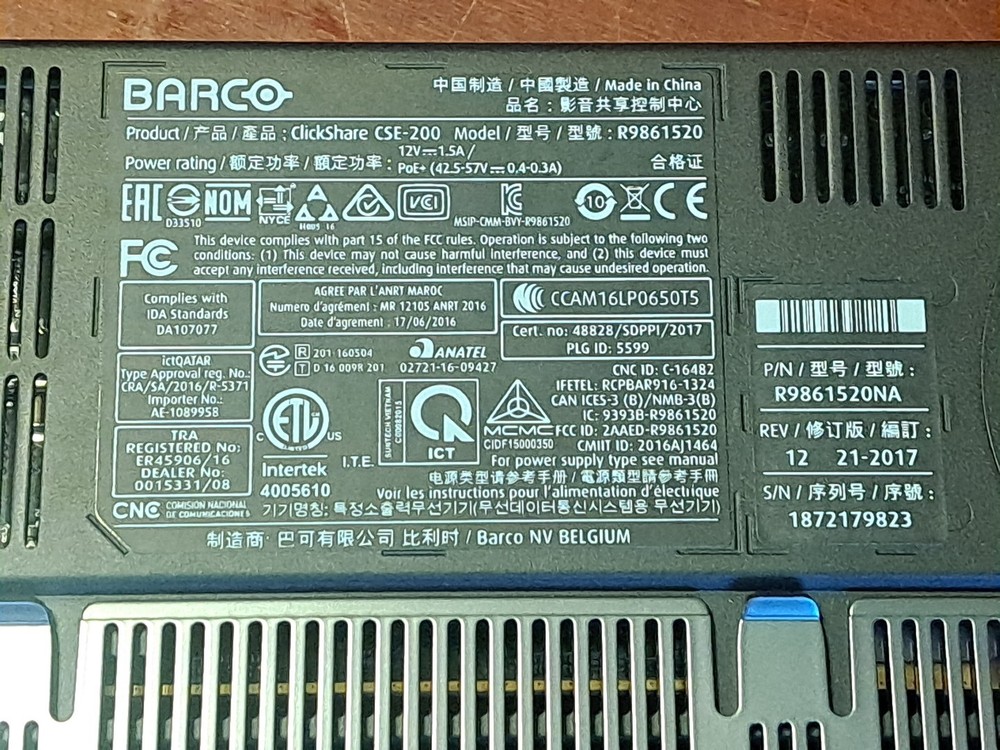 BARCO
中国制造 / 中國製造 / Made in China
品名：影音共享控制中心
Product / 产品 / 產品 : ClickShare CSE-200 Model / 型号 / 型號 : R9861520
Power rating / 额定功率 / 額定功率 : 12V⎓1.5A /
PoE+ (42.5-57V⎓0.4-0.3A)
合格证
EAC
D33510
NOM
NYCE
VCI
MSIP-CMM-BVY-R9861520
10
CE
FC
This device complies with part 15 of the FCC rules. Operation is subject to the following two
conditions: (1) This device may not cause harmful interference, and (2) this device must
accept any interference received, including interference that may cause undesired operation.
Complies with
IDA Standards
DA107077
AGREE PAR L'ANRT MAROC
Numero d'agrément : MR 12105 ANRT 2016
Date d'agrement : 17/06/2016
CCAM16LP0650T5
Cert. no: 48828/SDPPI/2017
PLG ID: 5599
ictQATAR
Type Approval reg. No.:
CRA/SA/2016/R-5371
Importer No.:
AE-1089958
R 201-160504
T D 16 0098 201
ANATEL
02721-16-09427
CNC ID: C-16482
IFETEL: RCPBAR916-1324
CAN ICES-3 (B)/NMB-3(B)
IC: 9393B-R9861520
FCC ID: 2AAED-R9861520
CMIIT ID: 2016AJ1464
TRA
REGISTERED No:
ER45906/16
DEALER No:
0015331/08
C ETL US
Intertek
4005610
I.T.E.
ICT
MCMC
CIDF15000350
For power supply type see manual
电源类型请参考手册 / 電源類型請參考手冊
Voir les instructions pour l'alimentation d'électrique
CNC COMISIÓN NACIONAL
DE COMUNICACIONES
기기명칭: 특정소출력무선기기(무선데이터통신시스템용 무선기기)
制造商: 巴可有限公司 比利时 / Barco NV BELGIUM
P/N / 型号 / 型號 :
R9861520NA
REV / 修订版 / 編訂 :
12 21-2017
S/N / 序列号 / 序號 :
1872179823